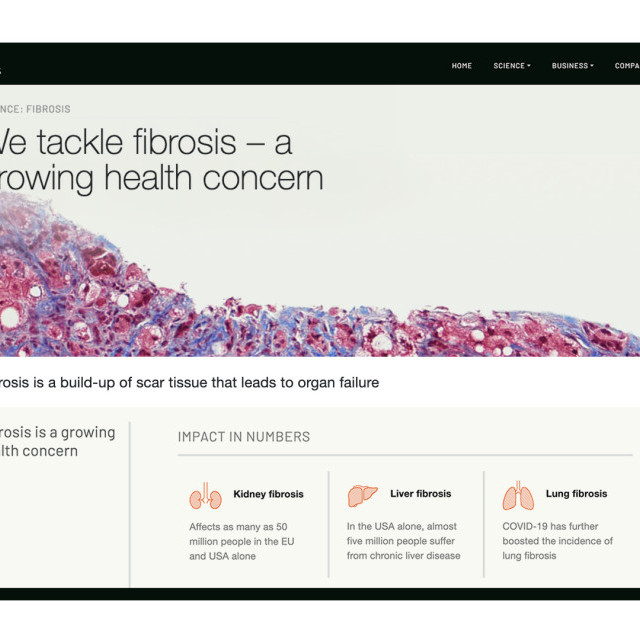 HOME SCIENCE BUSINESS COMPA
NCE: FIBROSIS
We tackle fibrosis – a
rowing health concern
rosis is a build-up of scar tissue that leads to organ failure
rosis is a growing
lth concern
IMPACT IN NUMBERS
Kidney fibrosis
Affects as many as 50
million people in the EU
and USA alone
Liver fibrosis
In the USA alone, almost
five million people suffer
from chronic liver disease
Lung fibrosis
COVID-19 has further
boosted the incidence of
lung fibrosis